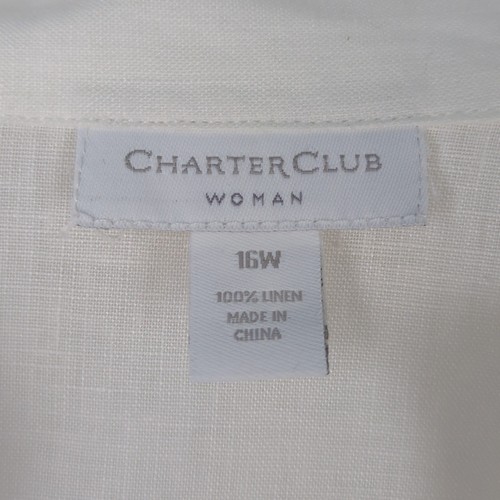 CHARTER CLUB
WOMAN
16W
100% LINEN
MADE IN
CHINA